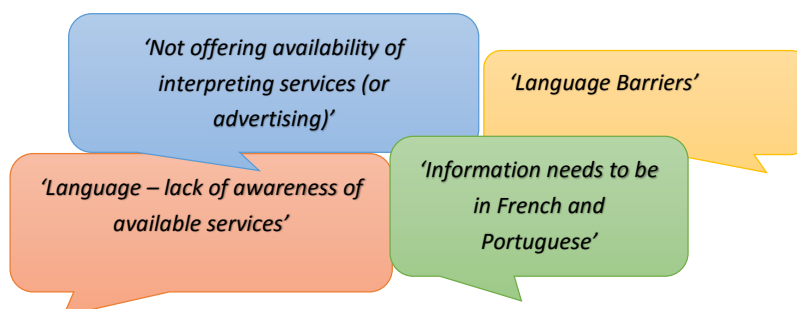 ‘Not offering availability of
interpreting services (or
advertising)’
‘Language Barriers’
‘Language – lack of awareness of
available services’
‘Information needs to be
in French and
Portuguese’